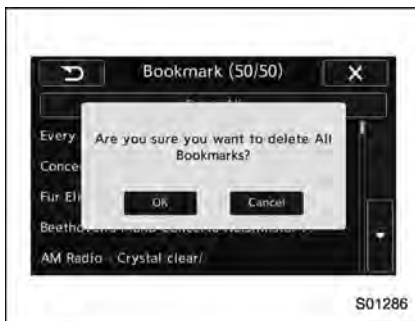 Bookmark (50/50)
Every
Are you sure you want to delete All
Bookmarks?
Conce
Fur Eli
OK
Cancel
AM Radio - Crystal clear/
S01286